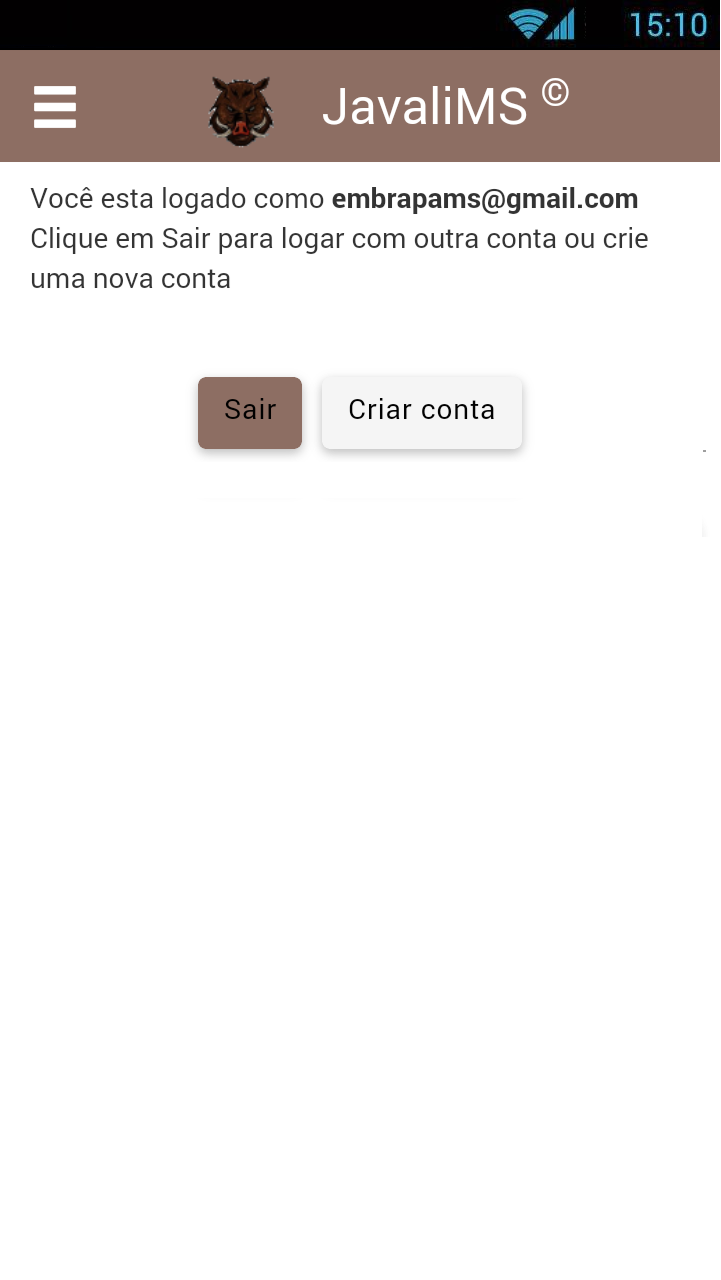 15:10
JavaliMS ©
Você esta logado como embrapams@gmail.com
Clique em Sair para logar com outra conta ou crie
uma nova conta
Sair
Criar conta